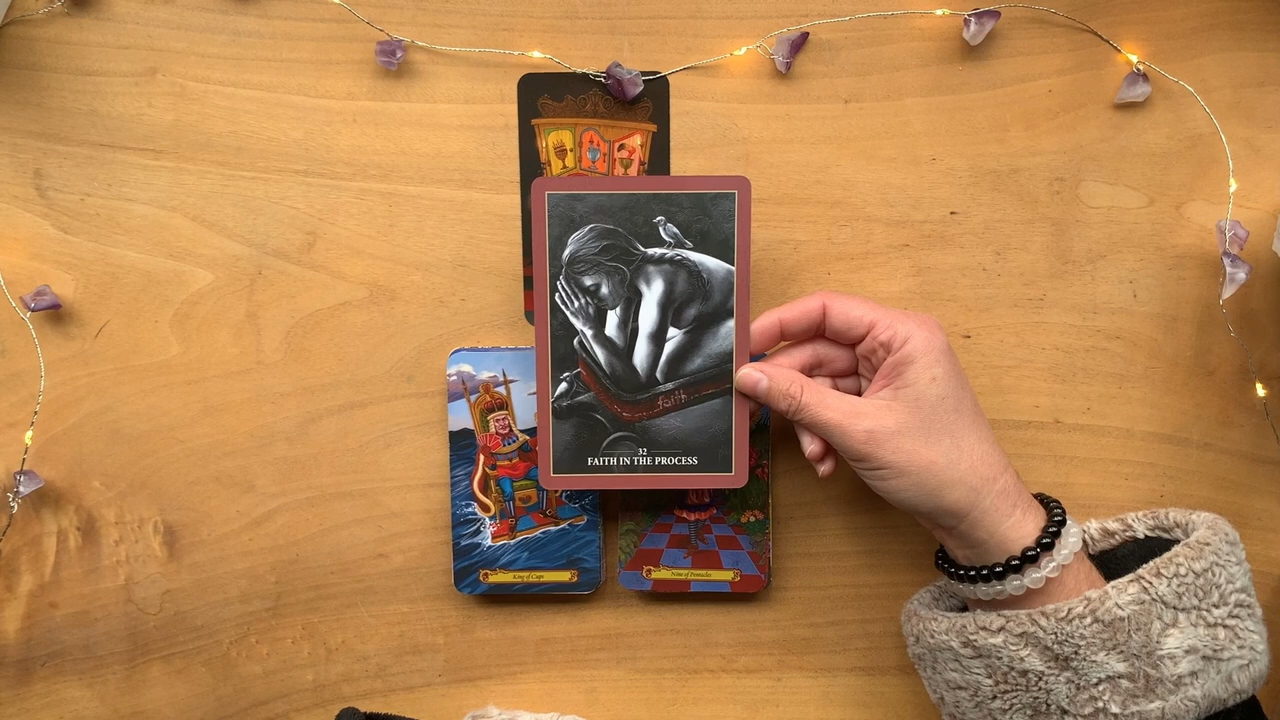 faith
32
FAITH IN THE PROCESS
King of Cups
Nine of Pentacles